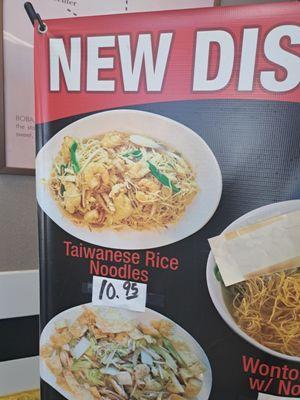 NEW DIS
Taiwanese Rice
Noodles
10.95
Wonto
w/ No